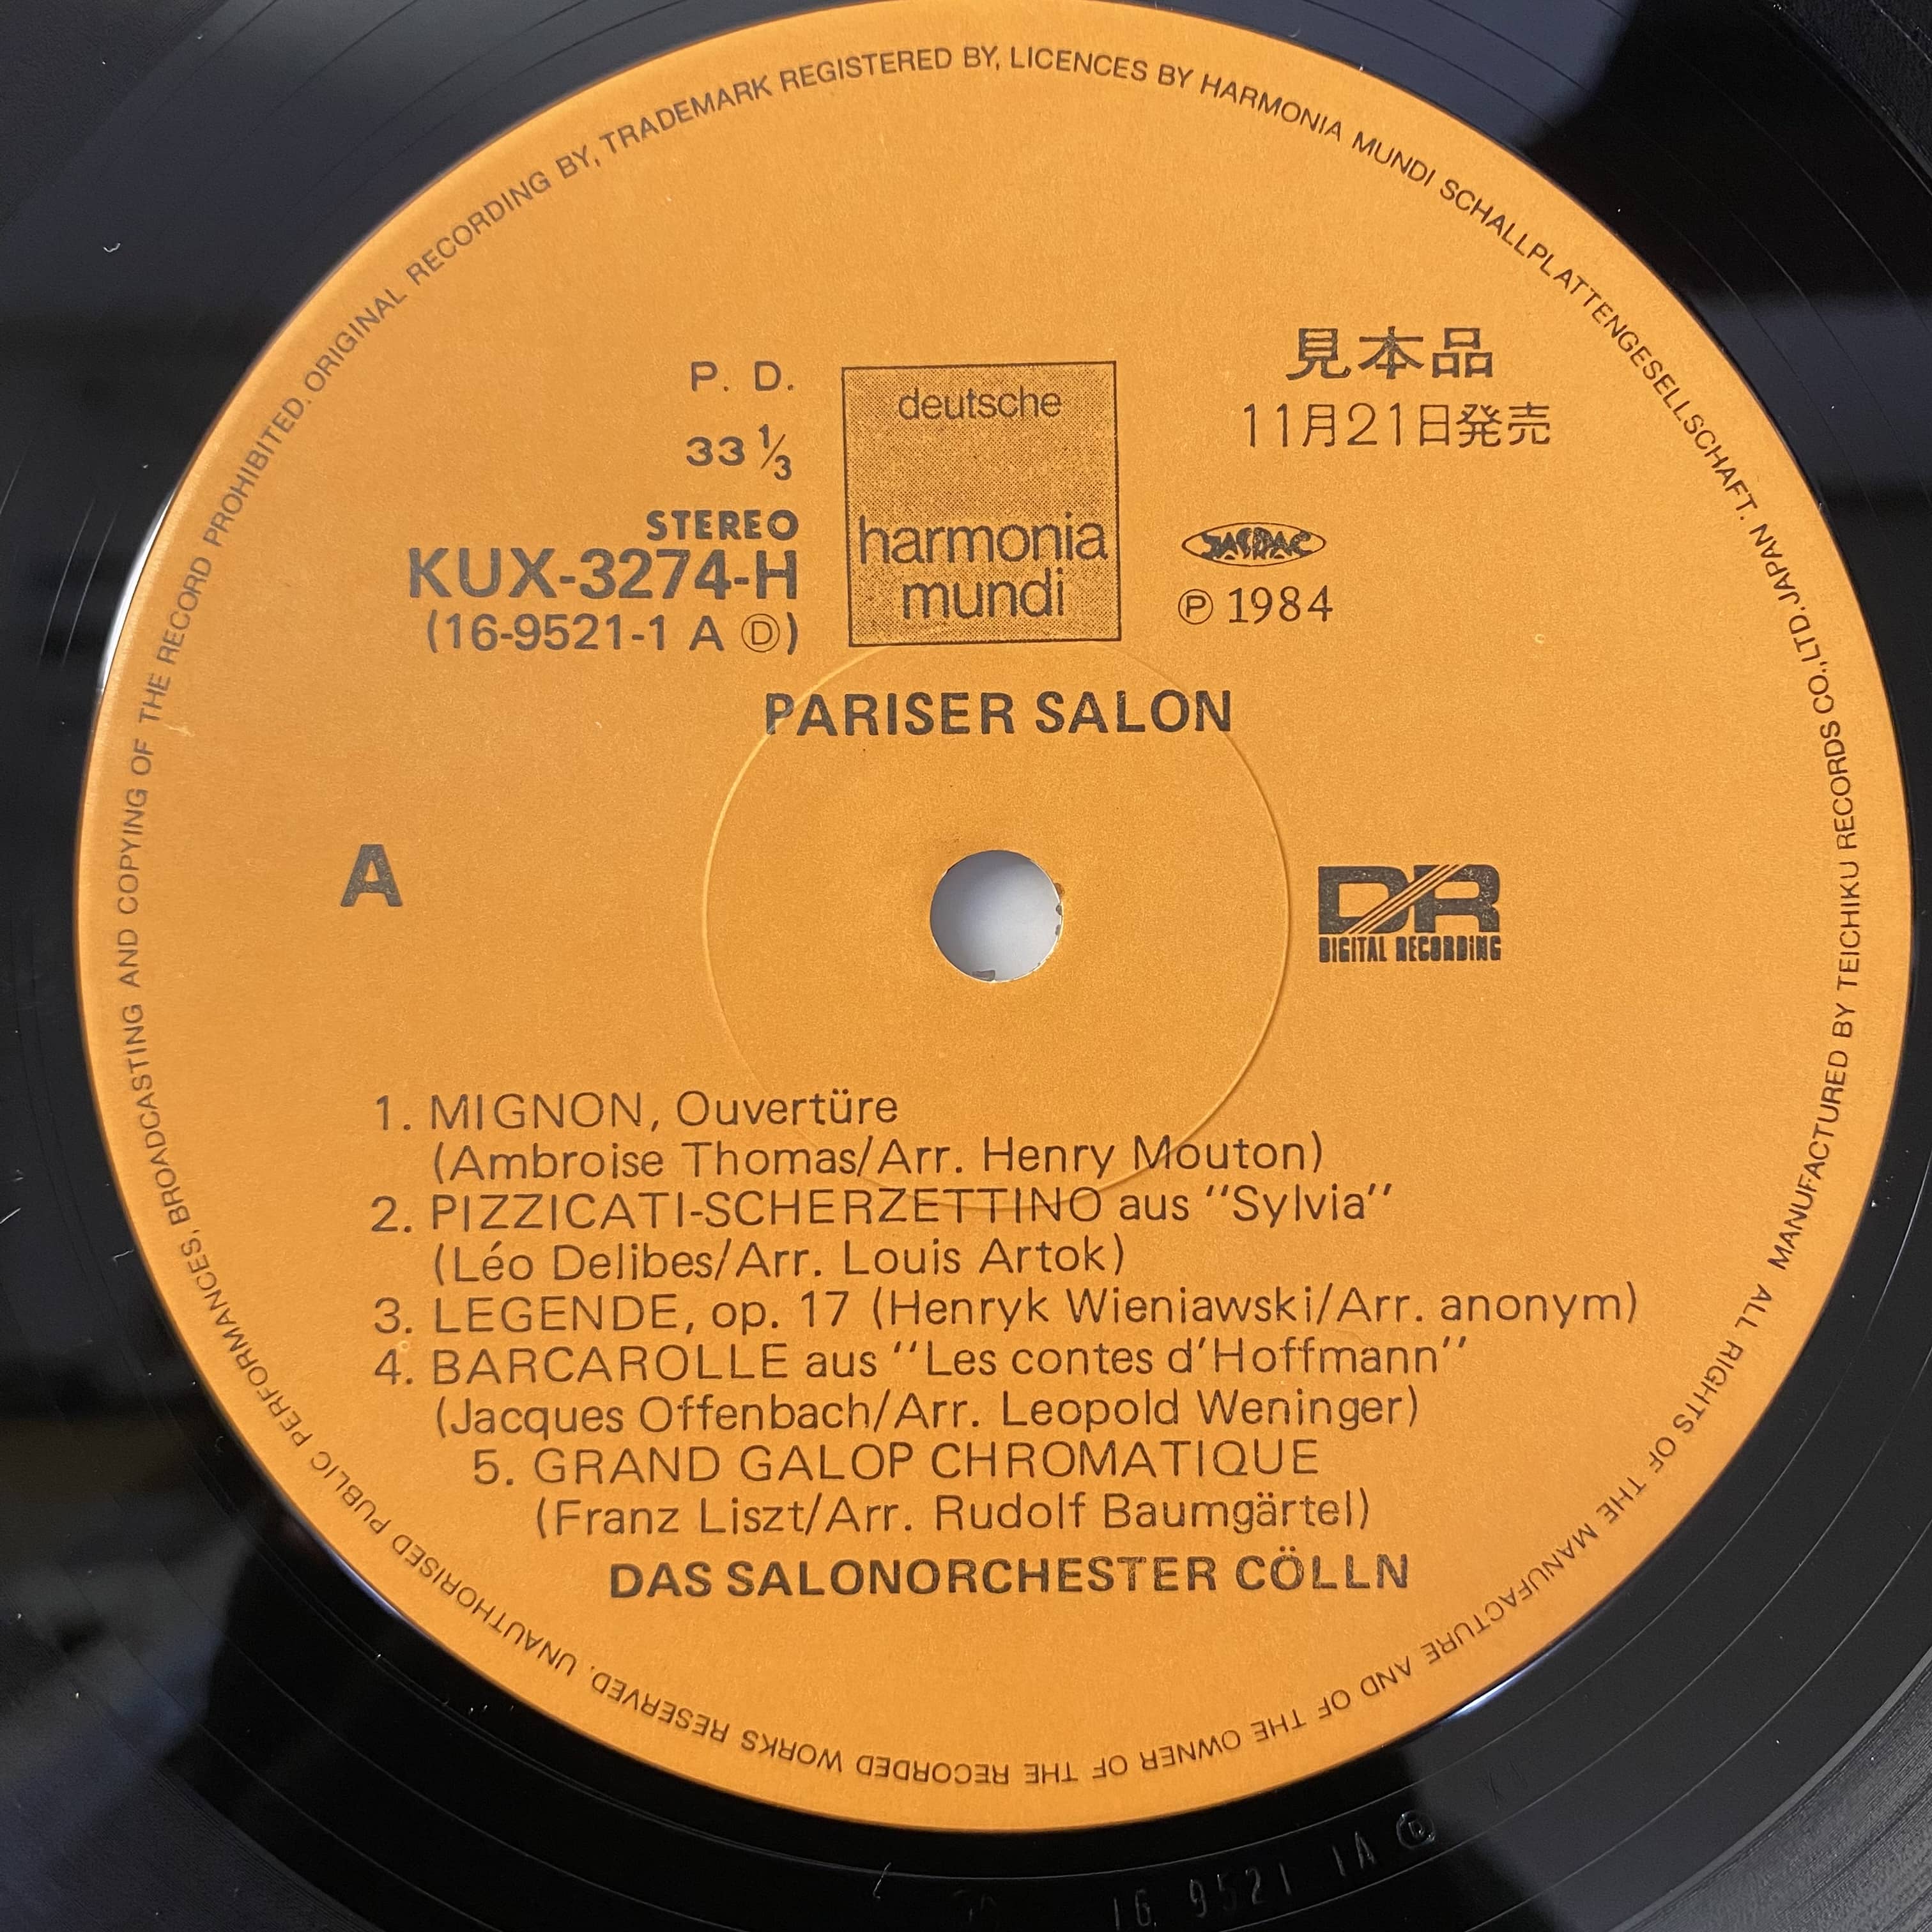 ORIGINAL RECORDING BY, TRADEMARK REGISTERED BY, LICENCES BY HARMONIA MUNDI SCHALLPLATTENGESELLSCHAFT. NAPAL, LTD. JAPAN
MANUFACTURED BY TEICHIKU RECORDS CO., LTD. JAPAN. ALL RIGHTS OF THE MANUFACTURE AND OF THE OWNER OF THE RECORDED WORKS RESERVED. UNAUTHORISED PUBLIC PERFORMANCES, BROADCASTING AND COPYING OF THE RECORD PROHIBITED.
P. D.
33 1/3
STEREO
KUX-3274-H
(16-9521-1 A Ⓓ)
deutsche
harmonia
mundi
見本品
11月21日発売
JASRAC
Ⓟ 1984
PARISER SALON
A
DR
DIGITAL RECORDING
1. MIGNON, Ouvertüre
(Ambroise Thomas/Arr. Henry Mouton)
2. PIZZICATI-SCHERZETTINO aus "Sylvia"
(Léo Delibes/Arr. Louis Artok)
3. LEGENDE, op. 17 (Henryk Wieniawski/Arr. anonym)
4. BARCAROLLE aus "Les contes d'Hoffmann"
(Jacques Offenbach/Arr. Leopold Weninger)
5. GRAND GALOP CHROMATIQUE
(Franz Liszt/Arr. Rudolf Baumgärtel)
DAS SALONORCHESTER CÖLLN
16 9521 1A Ⓓ